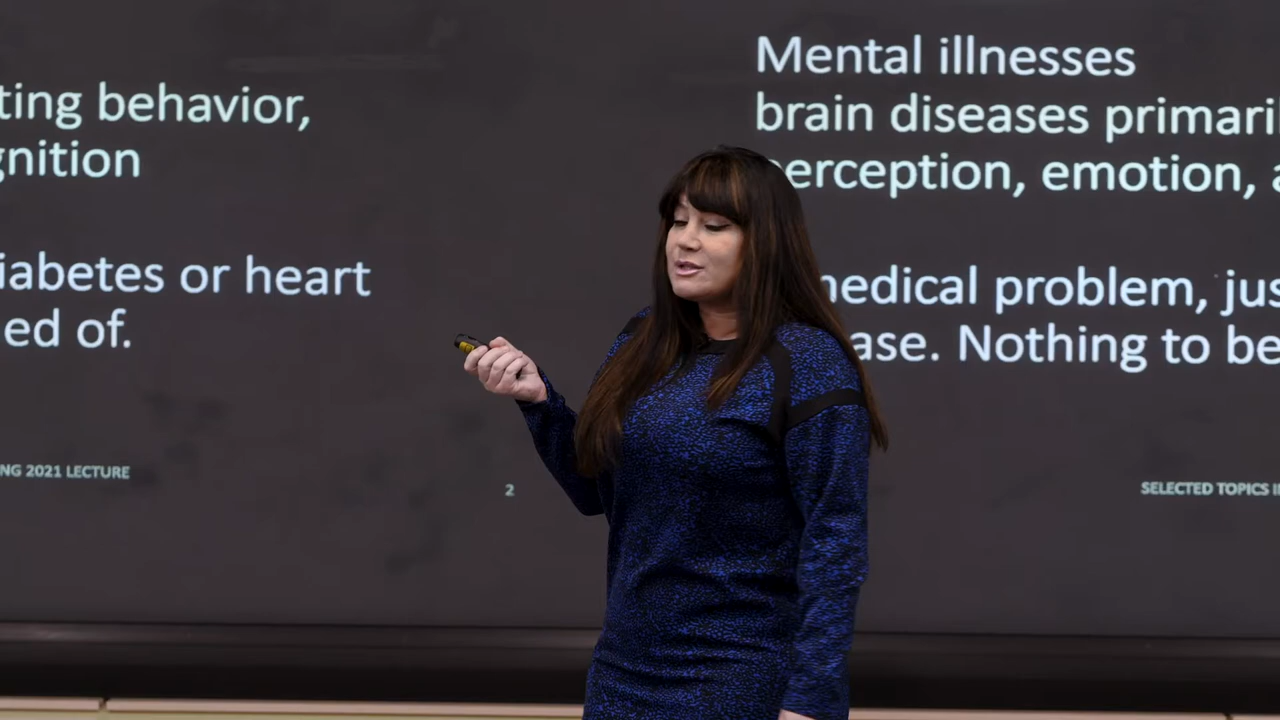 ting behavior,
gnition
iabetes or heart
ed of.
NG 2021 LECTURE
2
Mental illnesses
brain diseases primaril
perception, emotion, a
medical problem, jus
ase. Nothing to be
SELECTED TOPICS I